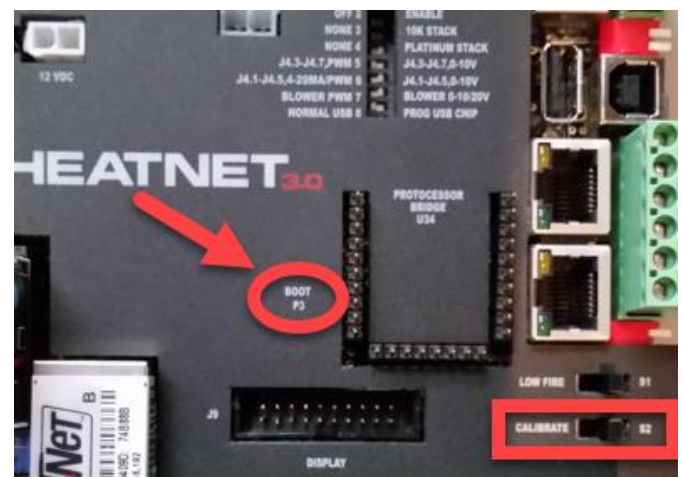 OFF 2 ENABLE
NONE 3 10K STACK
NONE 4 PLATINUM STACK
J4.3-J4.7,PWM 5 J4.3-J4.7,0-10V
J4.1-J4.5,4-20MA/PWM 6 J4.1-J4.5,0-10V
BLOWER PWM 7 BLOWER 0-10/20V
NORMAL USB 8 PROG USB CHIP
12 VDC
HEATNET 3.0
PROTOCESSOR
BRIDGE
U34
BOOT
P3
LOW FIRE S1
CALIBRATE S2
J9
DISPLAY
B
NET